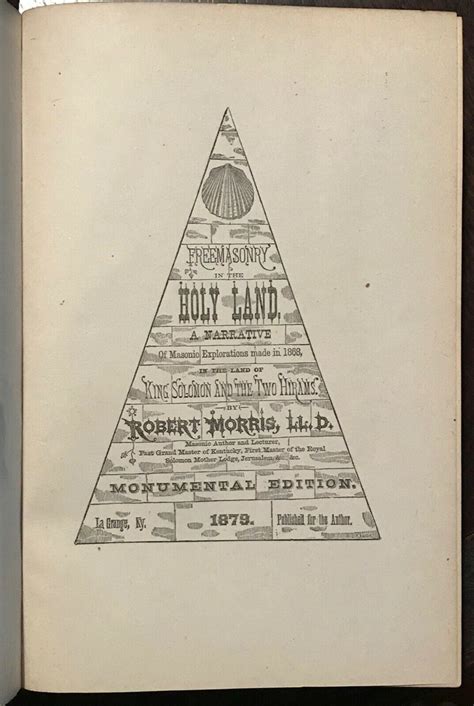 FREEMASONRY
IN THE
HOLY LAND.
A NARRATIVE
Of Masonic Explorations made in 1868,
IN THE LAND OF
KING SOLOMON AND THE TWO HIRAMS.
BY
ROBERT MORRIS, LL. D.
Masonic Author and Lecturer,
Past Grand Master of Kentucky, First Master of the Royal
Solomon Mother Lodge, Jerusalem, &c. &c.
MONUMENTAL EDITION.
La Grange, Ky. 1879. Published for the Author.